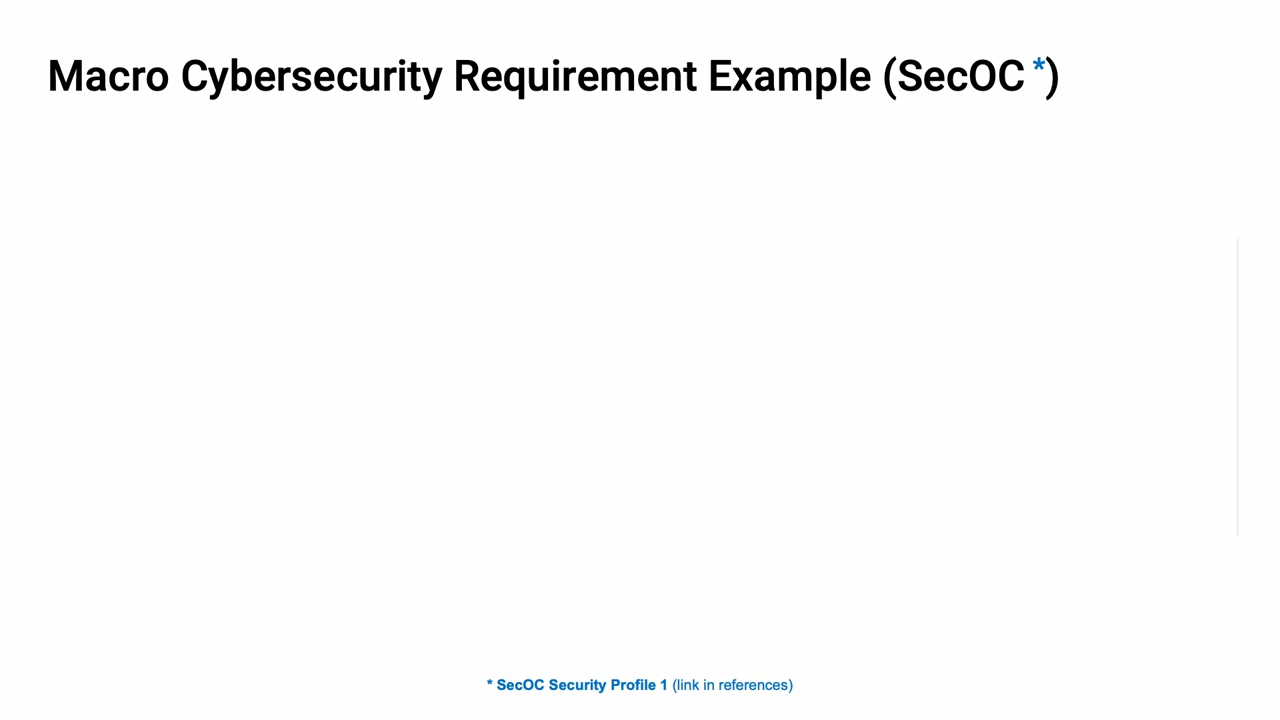 Macro Cybersecurity Requirement Example (SecOC *)
* SecOC Security Profile 1 (link in references)